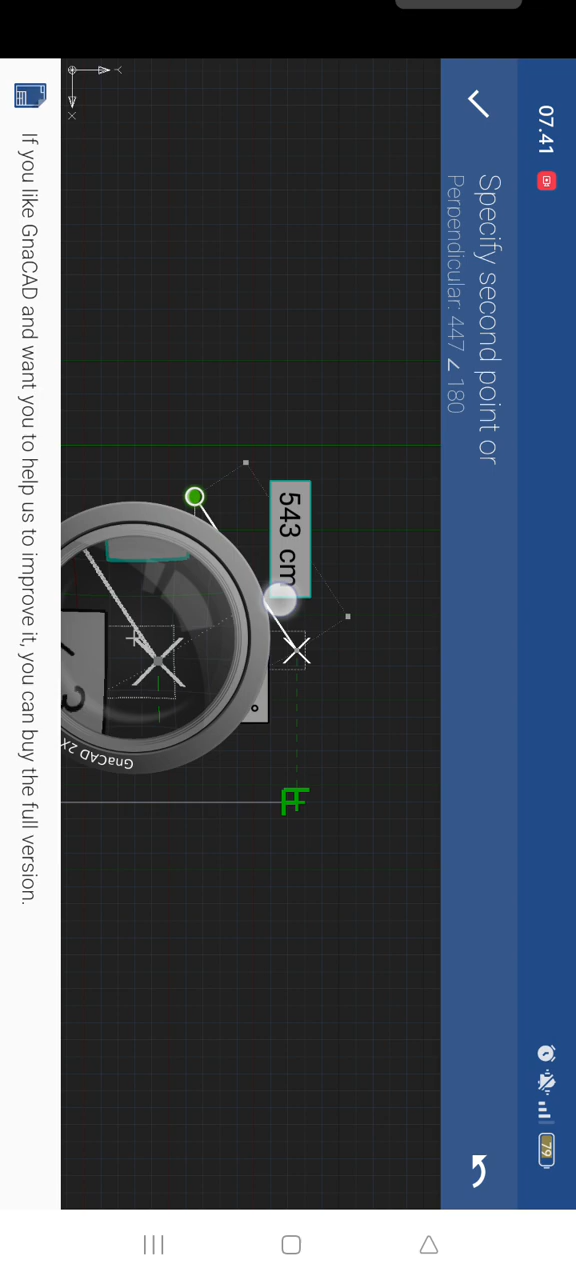 07.41
Specify second point or
Perpendicular: 447 ∠ 180
79
Y
X
543 cm
GnaCAD 2X
If you like GnaCAD and want you to help us to improve it, you can buy the full version.